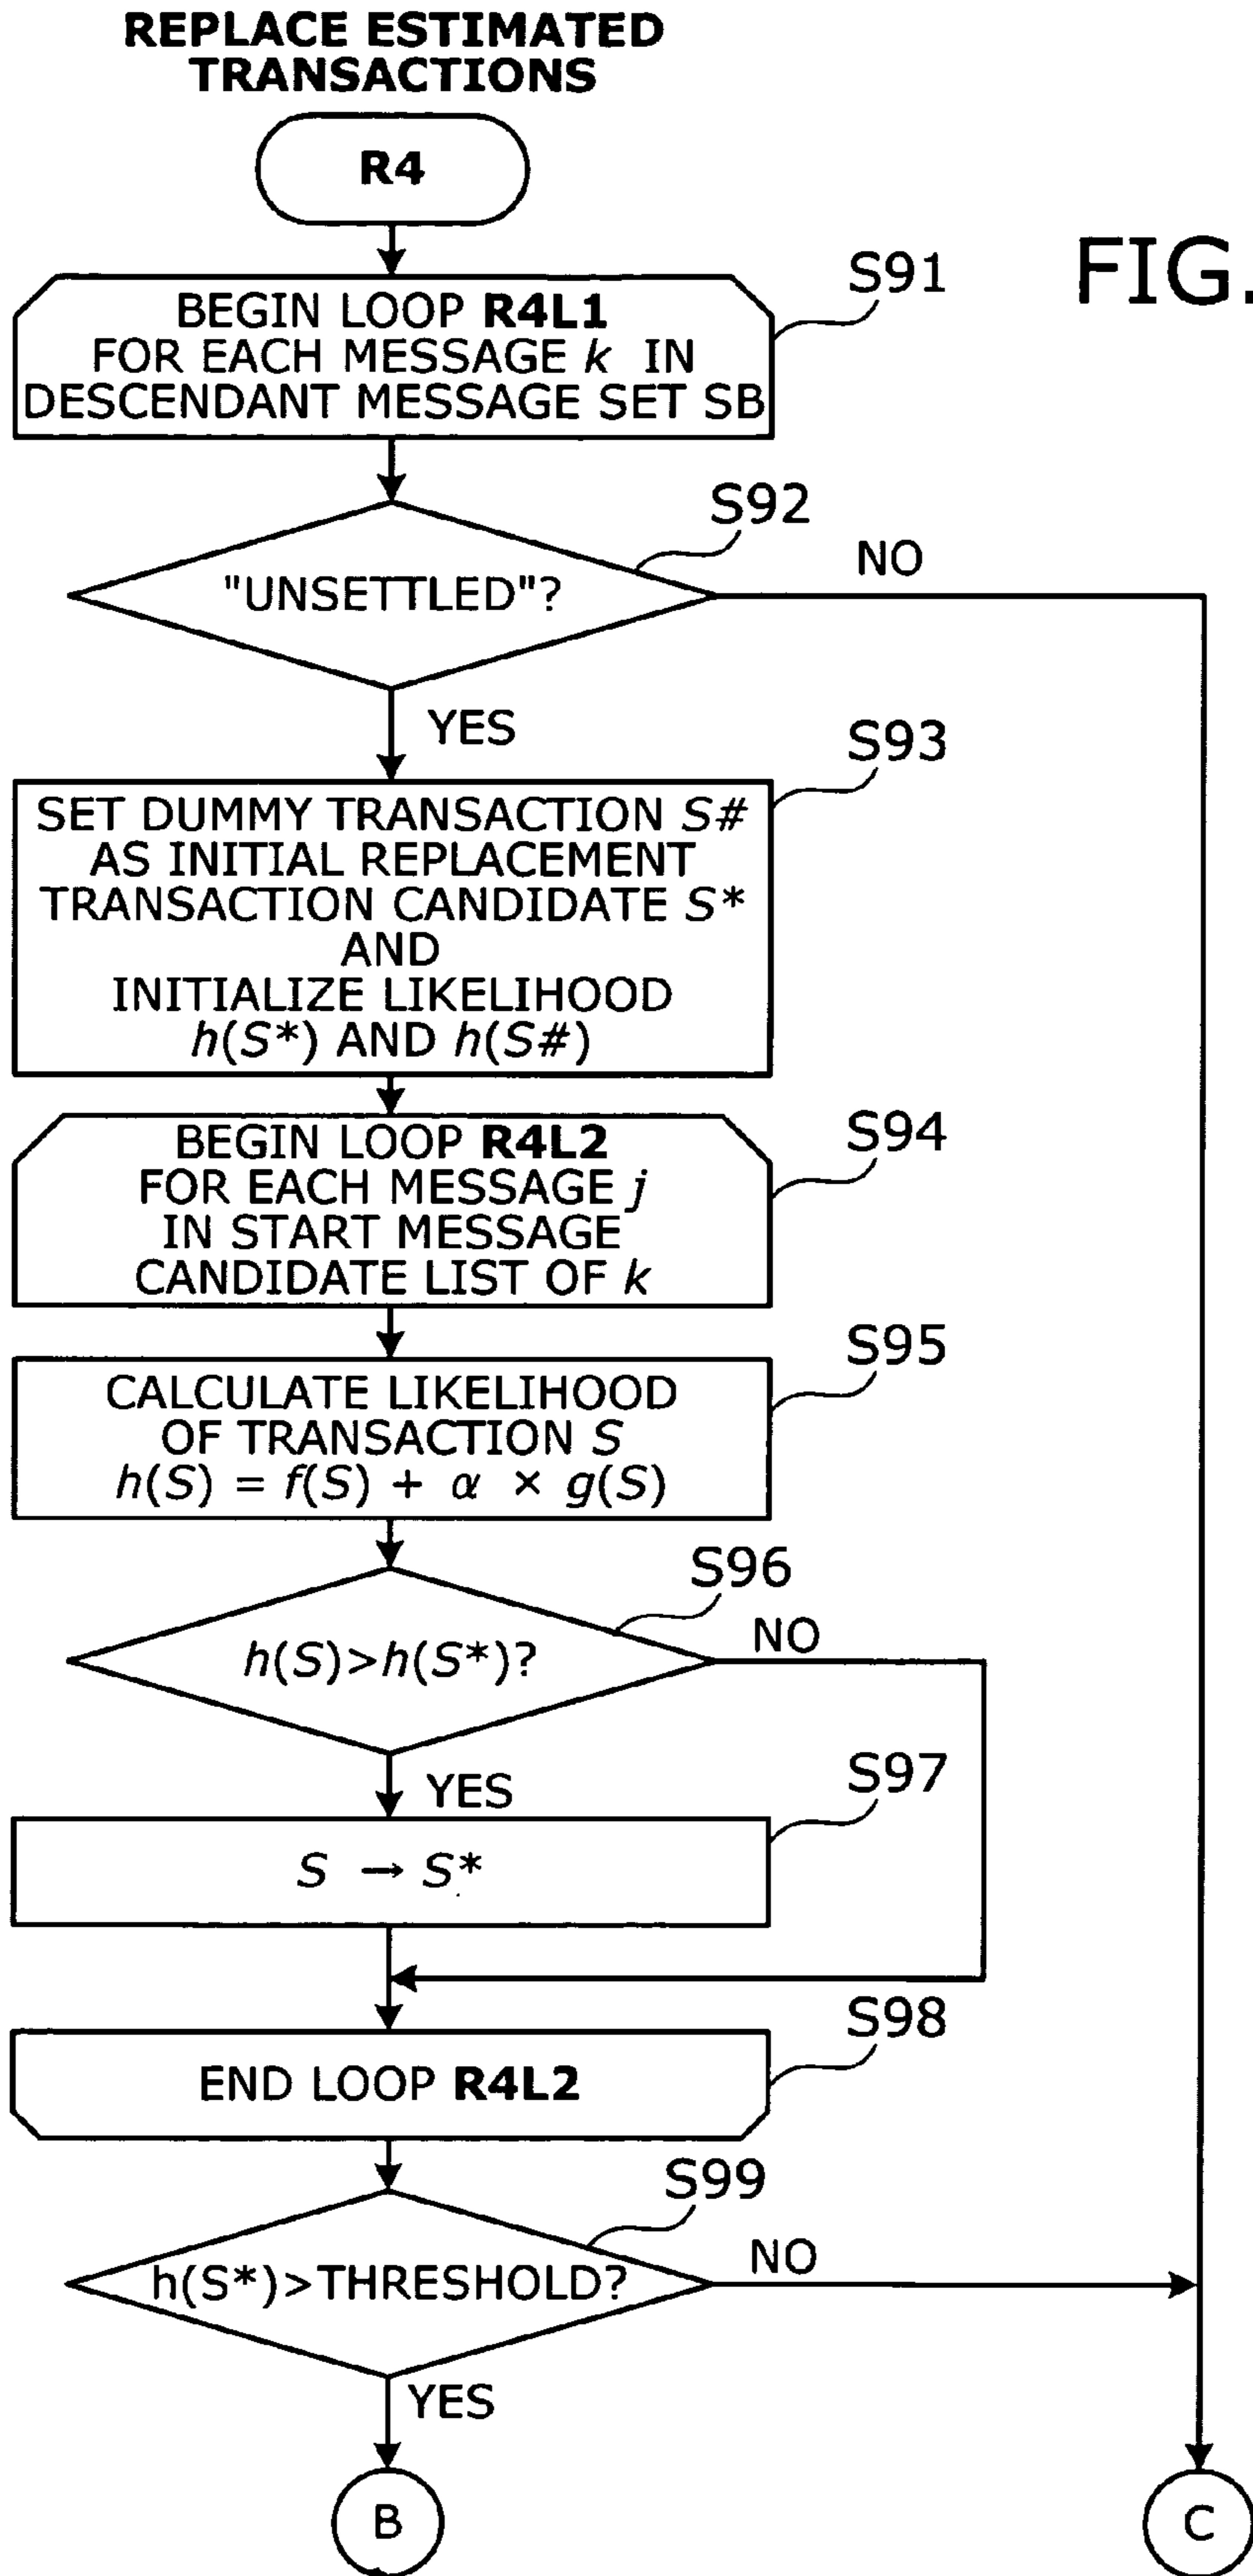 REPLACE ESTIMATED
TRANSACTIONS
R4
FIG.
S91
BEGIN LOOP R4L1
FOR EACH MESSAGE k IN
DESCENDANT MESSAGE SET SB
S92
"UNSETTLED"?
NO
YES
S93
SET DUMMY TRANSACTION S#
AS INITIAL REPLACEMENT
TRANSACTION CANDIDATE S*
AND
INITIALIZE LIKELIHOOD
h(S*) AND h(S#)
S94
BEGIN LOOP R4L2
FOR EACH MESSAGE j
IN START MESSAGE
CANDIDATE LIST OF k
S95
CALCULATE LIKELIHOOD
OF TRANSACTION S
h(S) = f(S) + α × g(S)
S96
h(S)>h(S*)?
NO
YES
S97
S → S*
S98
END LOOP R4L2
S99
h(S*)>THRESHOLD?
NO
YES
B
C